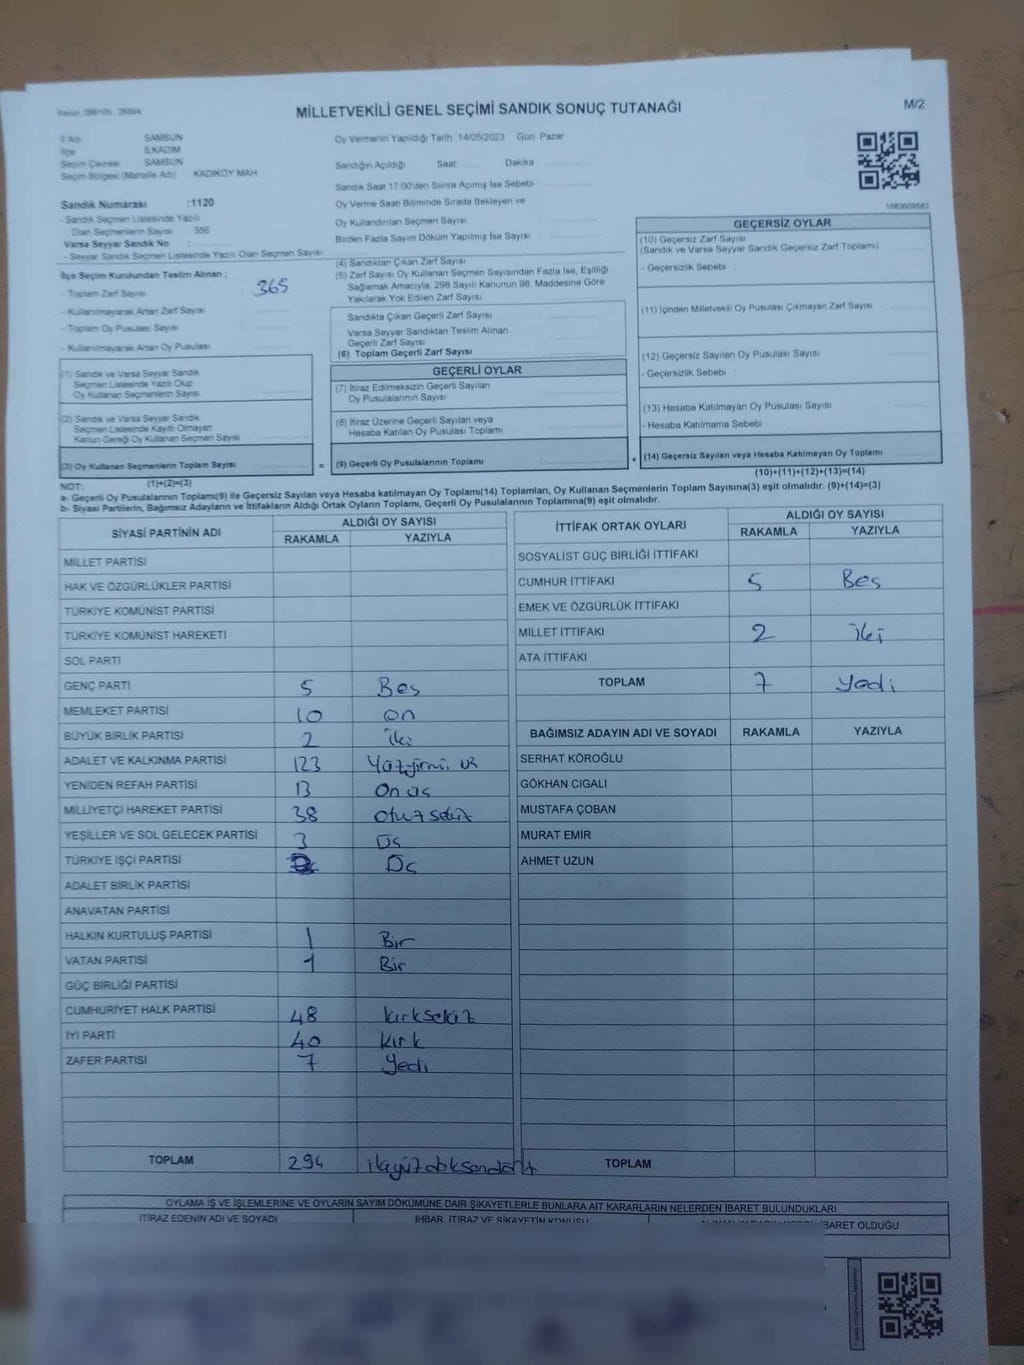 MİLLETVEKİLİ GENEL SEÇİMİ SANDIK SONUÇ TUTANAĞI
M/2
İl Adı SAMSUN
İlçe İLKADIM
Seçim Çevresi SAMSUN
Seçim Bölgesi (Mahalle Adı) KADIKÖY MAH
Sandık Numarası :1120
- Sandık Seçmen Listesinde Yazılı
Olan Seçmenlerin Sayısı 356
Varsa Seyyar Sandık No :
- Seyyar Sandık Seçmen Listesinde Yazılı Olan Seçmen Sayısı
İlçe Seçim Kurulundan Teslim Alınan :
- Toplam Zarf Sayısı 365
- Kullanılmayarak Artan Zarf Sayısı
- Toplam Oy Pusulası Sayısı
- Kullanılmayarak Artan Oy Pusulası
(1) Sandık ve Varsa Seyyar Sandık
Seçmen Listesinde Yazılı Olup
Oy Kullanan Seçmenlerin Sayısı
(2) Sandık ve Varsa Seyyar Sandık
Seçmen Listesinde Kayıtlı Olmayan
Kanun Gereği Oy Kullanan Seçmen Sayısı
(3) Oy Kullanan Seçmenlerin Toplam Sayısı
(1)+(2)=(3)
Oy Vermenin Yapıldığı Tarih 14/05/2023 Gün: Pazar
Sandığın Açıldığı Saat Dakika
Sandık Saat 17:00'den Sonra Açılmış İse Sebebi
Oy Verme Saati Bitiminde Sırada Bekleyen ve
Oy Kullandırılan Seçmen Sayısı
Birden Fazla Sayım Döküm Yapılmış İse Sayısı
(4) Sandıktan Çıkan Zarf Sayısı
(5) Zarf Sayısı Oy Kullanan Seçmen Sayısından Fazla İse, Eşitliği
Sağlamak Amacıyla; 298 Sayılı Kanunun 98. Maddesine Göre
Yakılarak Yok Edilen Zarf Sayısı
Sandıkta Çıkan Geçerli Zarf Sayısı
Varsa Seyyar Sandıktan Teslim Alınan
Geçerli Zarf Sayısı
(6) Toplam Geçerli Zarf Sayısı
GEÇERLİ OYLAR
(7) İtiraz Edilmeksizin Geçerli Sayılan
Oy Pusulalarının Sayısı
(8) İtiraz Üzerine Geçerli Sayılan veya
Hesaba Katılan Oy Pusulası Toplamı
= (9) Geçerli Oy Pusulalarının Toplamı
1683609563
GEÇERSİZ OYLAR
(10) Geçersiz Zarf Sayısı
(Sandık ve Varsa Seyyar Sandık Geçersiz Zarf Toplamı)
- Geçersizlik Sebebi :
(11) İçinden Milletvekili Oy Pusulası Çıkmayan Zarf Sayısı
(12) Geçersiz Sayılan Oy Pusulası Sayısı
- Geçersizlik Sebebi :
(13) Hesaba Katılmayan Oy Pusulası Sayısı
- Hesaba Katılmama Sebebi
+ (14) Geçersiz Sayılan veya Hesaba Katılmayan Oy Toplamı
(10)+(11)+(12)+(13)=(14)
NOT:
a- Geçerli Oy Pusulalarının Toplamı(9) ile Geçersiz Sayılan veya Hesaba katılmayan Oy Toplamı(14) Toplamları, Oy Kullanan Seçmenlerin Toplam Sayısına(3) eşit olmalıdır. (9)+(14)=(3)
b- Siyasi Partilerin, Bağımsız Adayların ve İttifakların Aldığı Ortak Oyların Toplamı, Geçerli Oy Pusulalarının Toplamına(9) eşit olmalıdır.
SİYASİ PARTİNİN ADI ALDIĞI OY SAYISI
RAKAMLA YAZIYLA
MİLLET PARTİSİ
HAK VE ÖZGÜRLÜKLER PARTİSİ
TÜRKİYE KOMÜNİST PARTİSİ
TÜRKİYE KOMÜNİST HAREKETİ
SOL PARTİ
GENÇ PARTİ 5 Beş
MEMLEKET PARTİSİ 10 on
BÜYÜK BİRLİK PARTİSİ 2 iki
ADALET VE KALKINMA PARTİSİ 123
YENİDEN REFAH PARTİSİ 13 on üç
MİLLİYETÇİ HAREKET PARTİSİ 38 otuz sekiz
YEŞİLLER VE SOL GELECEK PARTİSİ 3 Üç
TÜRKİYE İŞÇİ PARTİSİ Üç
ADALET BİRLİK PARTİSİ
ANAVATAN PARTİSİ
HALKIN KURTULUŞ PARTİSİ 1 Bir
VATAN PARTİSİ 1 Bir
GÜÇ BİRLİĞİ PARTİSİ
CUMHURİYET HALK PARTİSİ 48 kırksekiz
İYİ PARTİ 40 kırk
ZAFER PARTİSİ 7 Yedi
TOPLAM 294 ikiyüzdoksandört
İTTİFAK ORTAK OYLARI ALDIĞI OY SAYISI
RAKAMLA YAZIYLA
SOSYALİST GÜÇ BİRLİĞİ İTTİFAKI
CUMHUR İTTİFAKI 5 Beş
EMEK VE ÖZGÜRLÜK İTTİFAKI
MİLLET İTTİFAKI 2 iki
ATA İTTİFAKI
TOPLAM 7 yedi
BAĞIMSIZ ADAYIN ADI VE SOYADI RAKAMLA YAZIYLA
SERHAT KÖROĞLU
GÖKHAN CIGALI
MUSTAFA ÇOBAN
MURAT EMİR
AHMET UZUN
TOPLAM
OYLAMA İŞ VE İŞLEMLERİNE VE OYLARIN SAYIM DÖKÜMÜNE DAİR ŞİKAYETLERLE BUNLARA AİT KARARLARIN NELERDEN İBARET BULUNDUKLARI
İTİRAZ EDENİN ADI VE SOYADI İHBAR, İTİRAZ VE ŞİKAYETİN KONUSU İBARET OLDUĞU